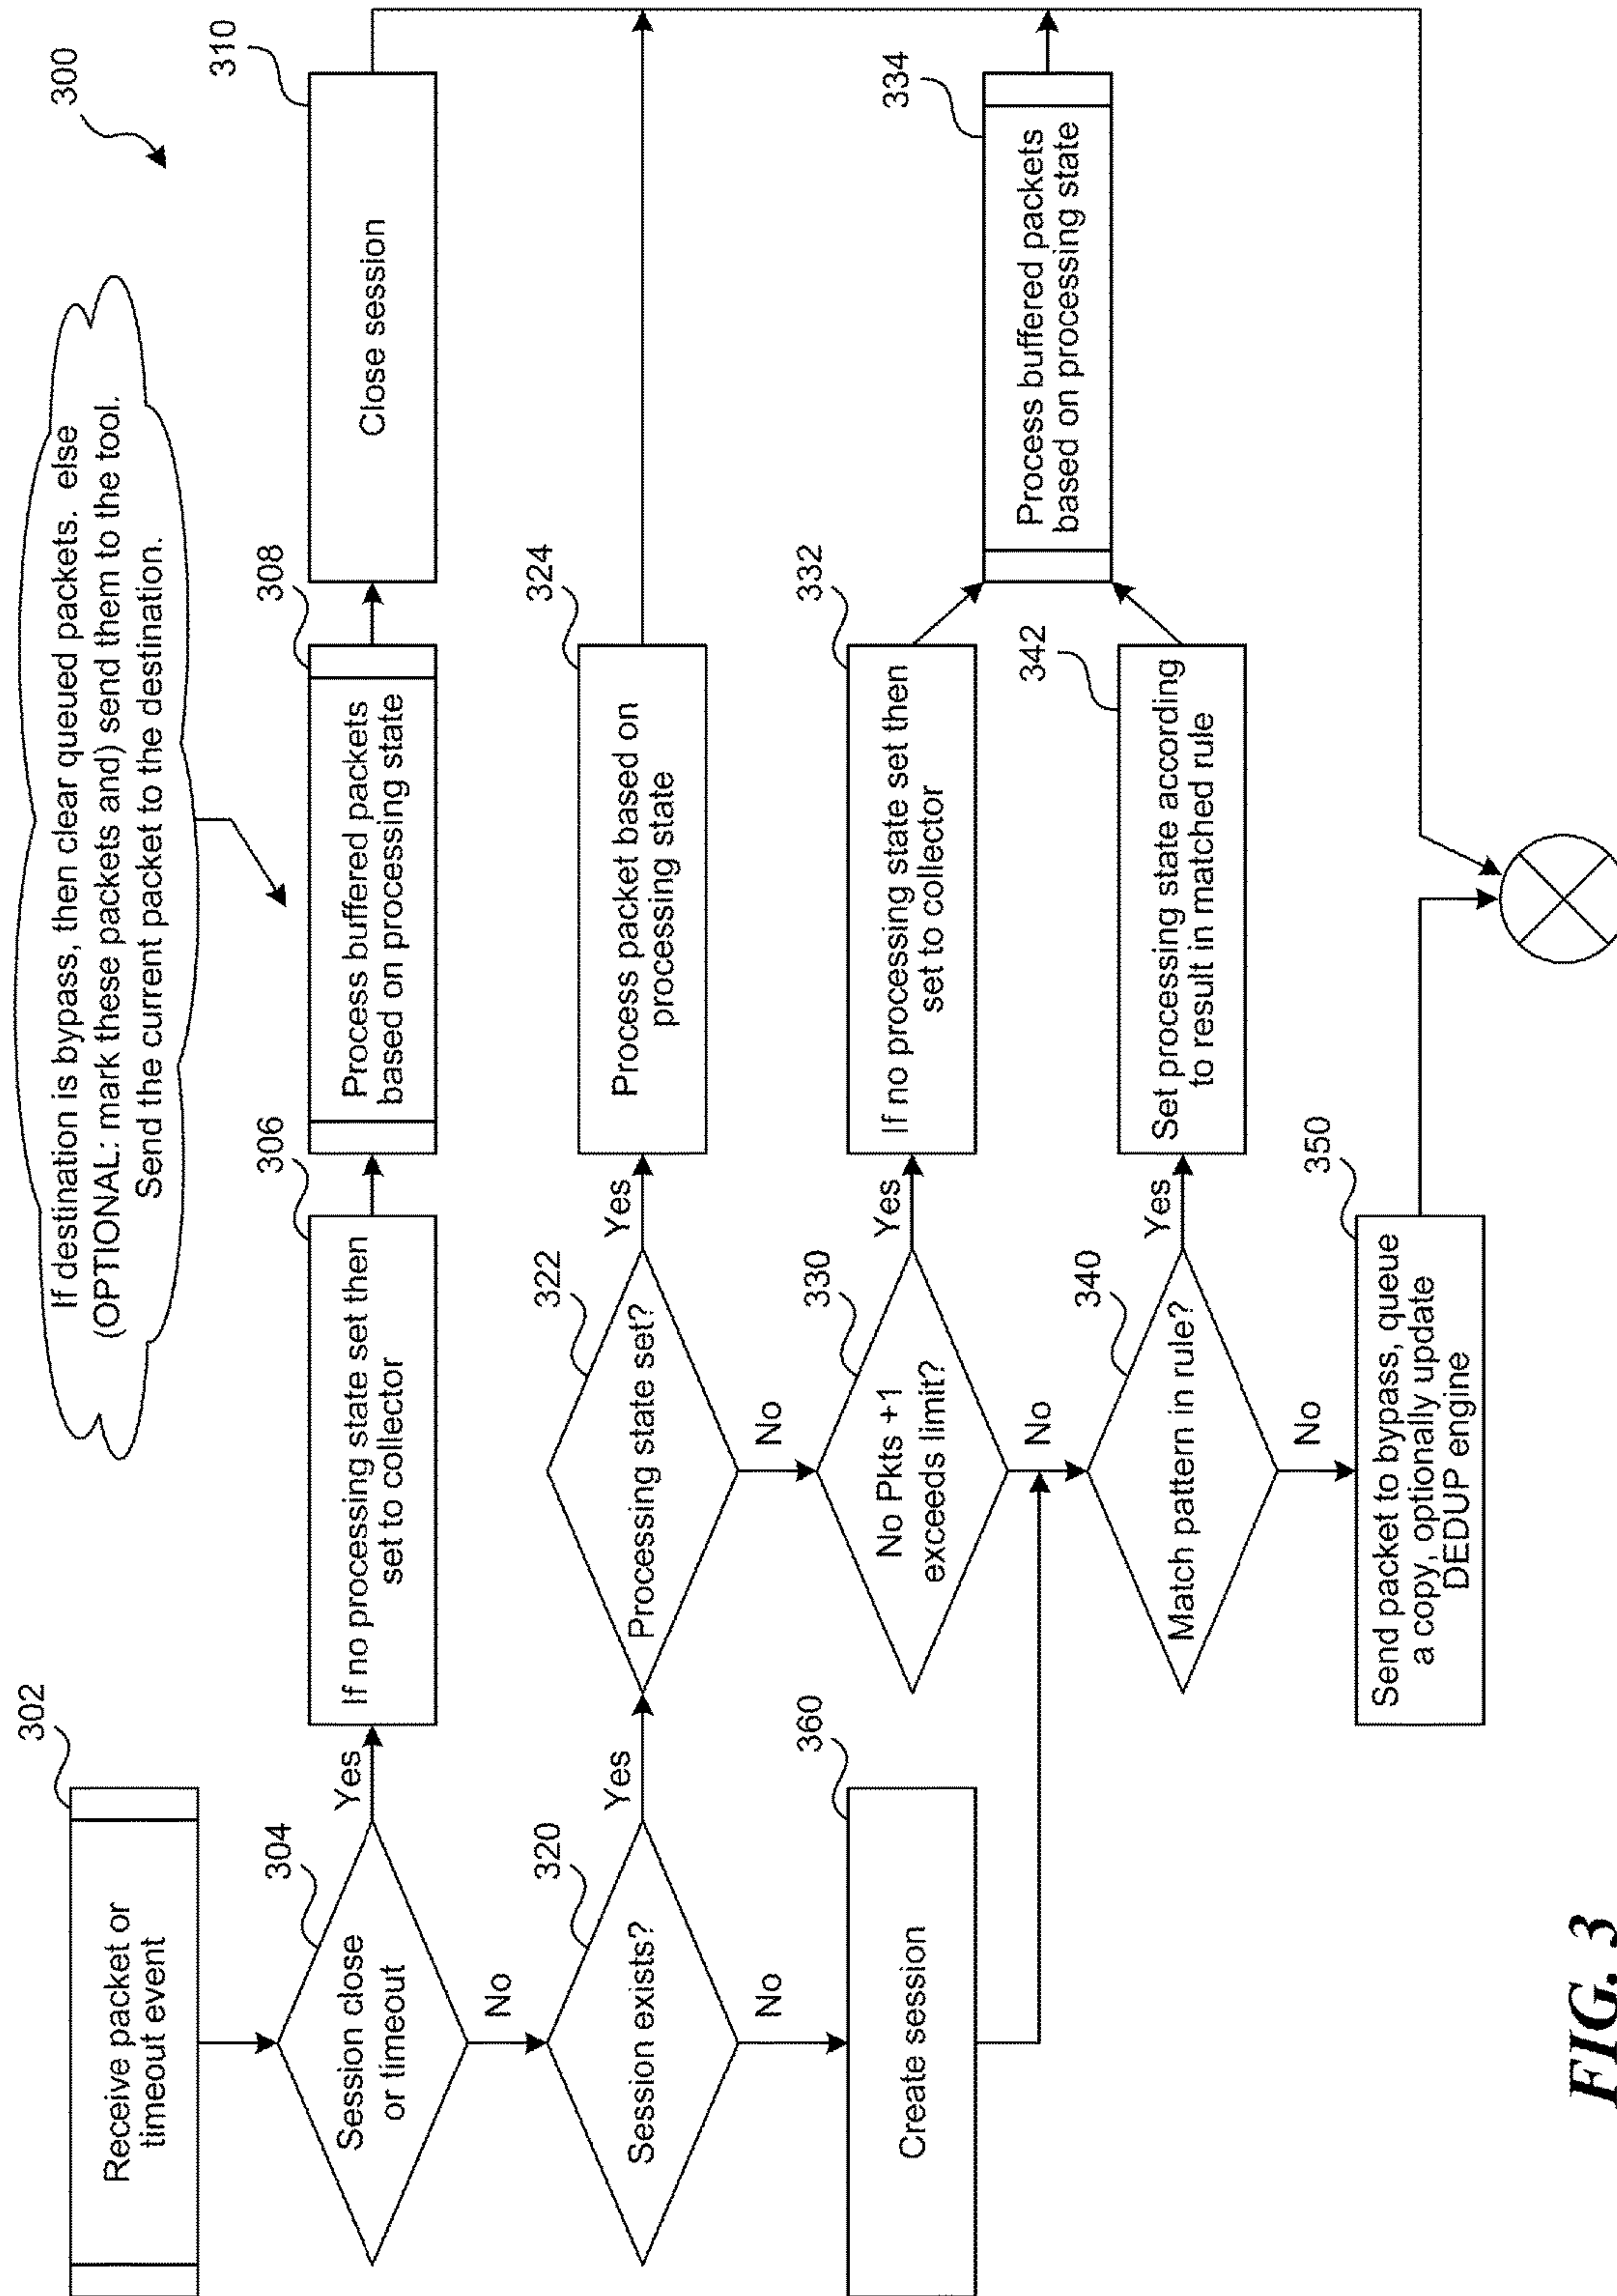 300
If destination is bypass, then clear queued packets. else
(OPTIONAL: mark these packets and) send them to the tool.
Send the current packet to the destination.
302
Receive packet or
timeout event
304
Session close
or timeout
Yes
No
306
If no processing state set then
set to collector
308
Process buffered packets
based on processing state
310
Close session
320
Session exists?
Yes
No
322
Processing state set?
Yes
No
324
Process packet based on
processing state
360
Create session
330
No Pkts +1
exceeds limit?
Yes
No
332
If no processing state set then
set to collector
334
Process buffered packets
based on processing state
340
Match pattern in rule?
Yes
No
342
Set processing state according
to result in matched rule
350
Send packet to bypass, queue
a copy, optionally update
DEDUP engine
FIG. 3